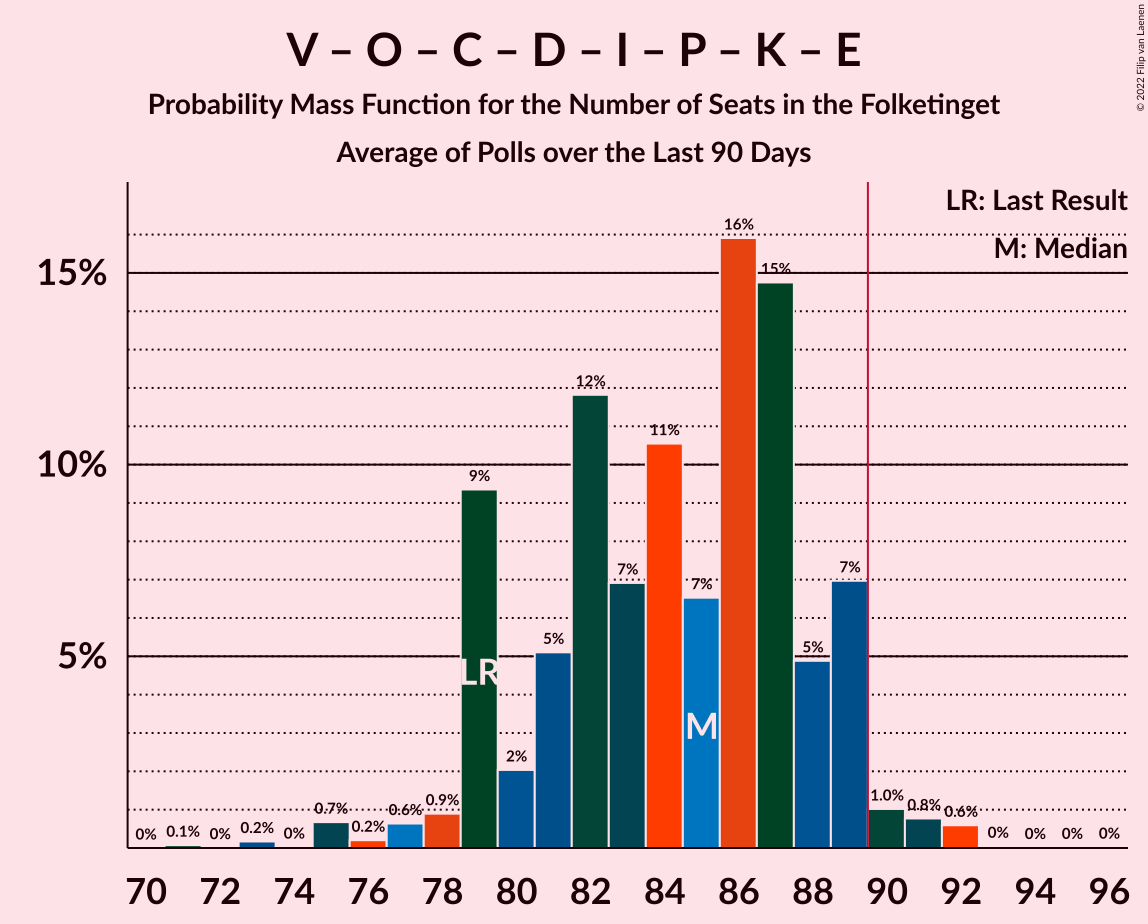 V – O – C – D – I – P – K – E
Probability Mass Function for the Number of Seats in the Folketinget
Average of Polls over the Last 90 Days
© 2022 Filip van Laenen
LR: Last Result
M: Median
15%
10%
5%
0% 0.1% 0% 0.2% 0% 0.7% 0.2% 0.6% 0.9% 9% 2% 5% 12% 7% 11% 7% 16% 15% 5% 7% 1.0% 0.8% 0.6% 0% 0% 0% 0%
LR
M
70 72 74 76 78 80 82 84 86 88 90 92 94 96